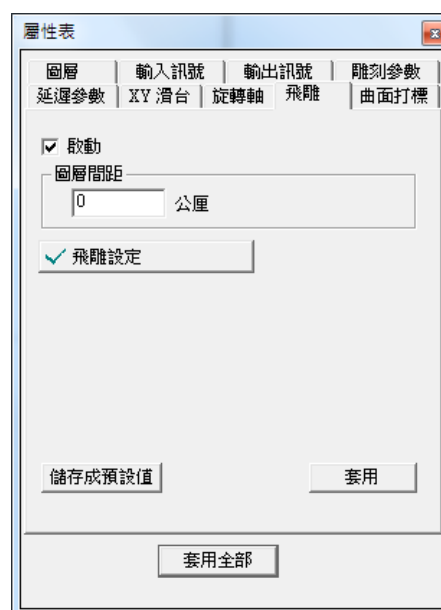 屬性表
圖層 輸入訊號 輸出訊號 雕刻參數
延遲參數 XY 滑台 旋轉軸 飛雕 曲面打標
啟動
圖層間距
0 公厘
飛雕設定
儲存成預設值 套用
套用全部